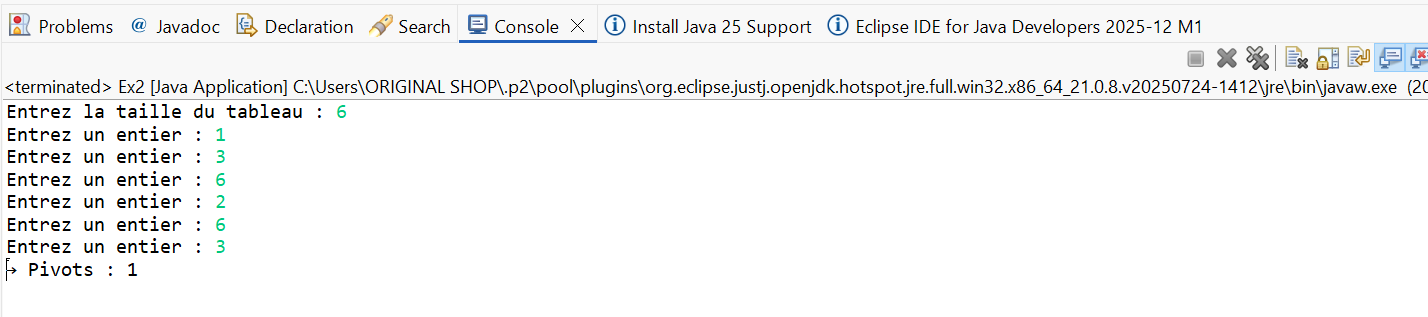 Problems @ Javadoc Declaration Search Console Install Java 25 Support Eclipse IDE for Java Developers 2025-12 M1
<terminated> Ex2 [Java Application] C:\Users\ORIGINAL SHOP\.p2\pool\plugins\org.eclipse.justj.openjdk.hotspot.jre.full.win32.x86_64_21.0.8.v20250724-1412\jre\bin\javaw.exe (20
Entrez la taille du tableau : 6
Entrez un entier : 1
Entrez un entier : 3
Entrez un entier : 6
Entrez un entier : 2
Entrez un entier : 6
Entrez un entier : 3
→ Pivots : 1